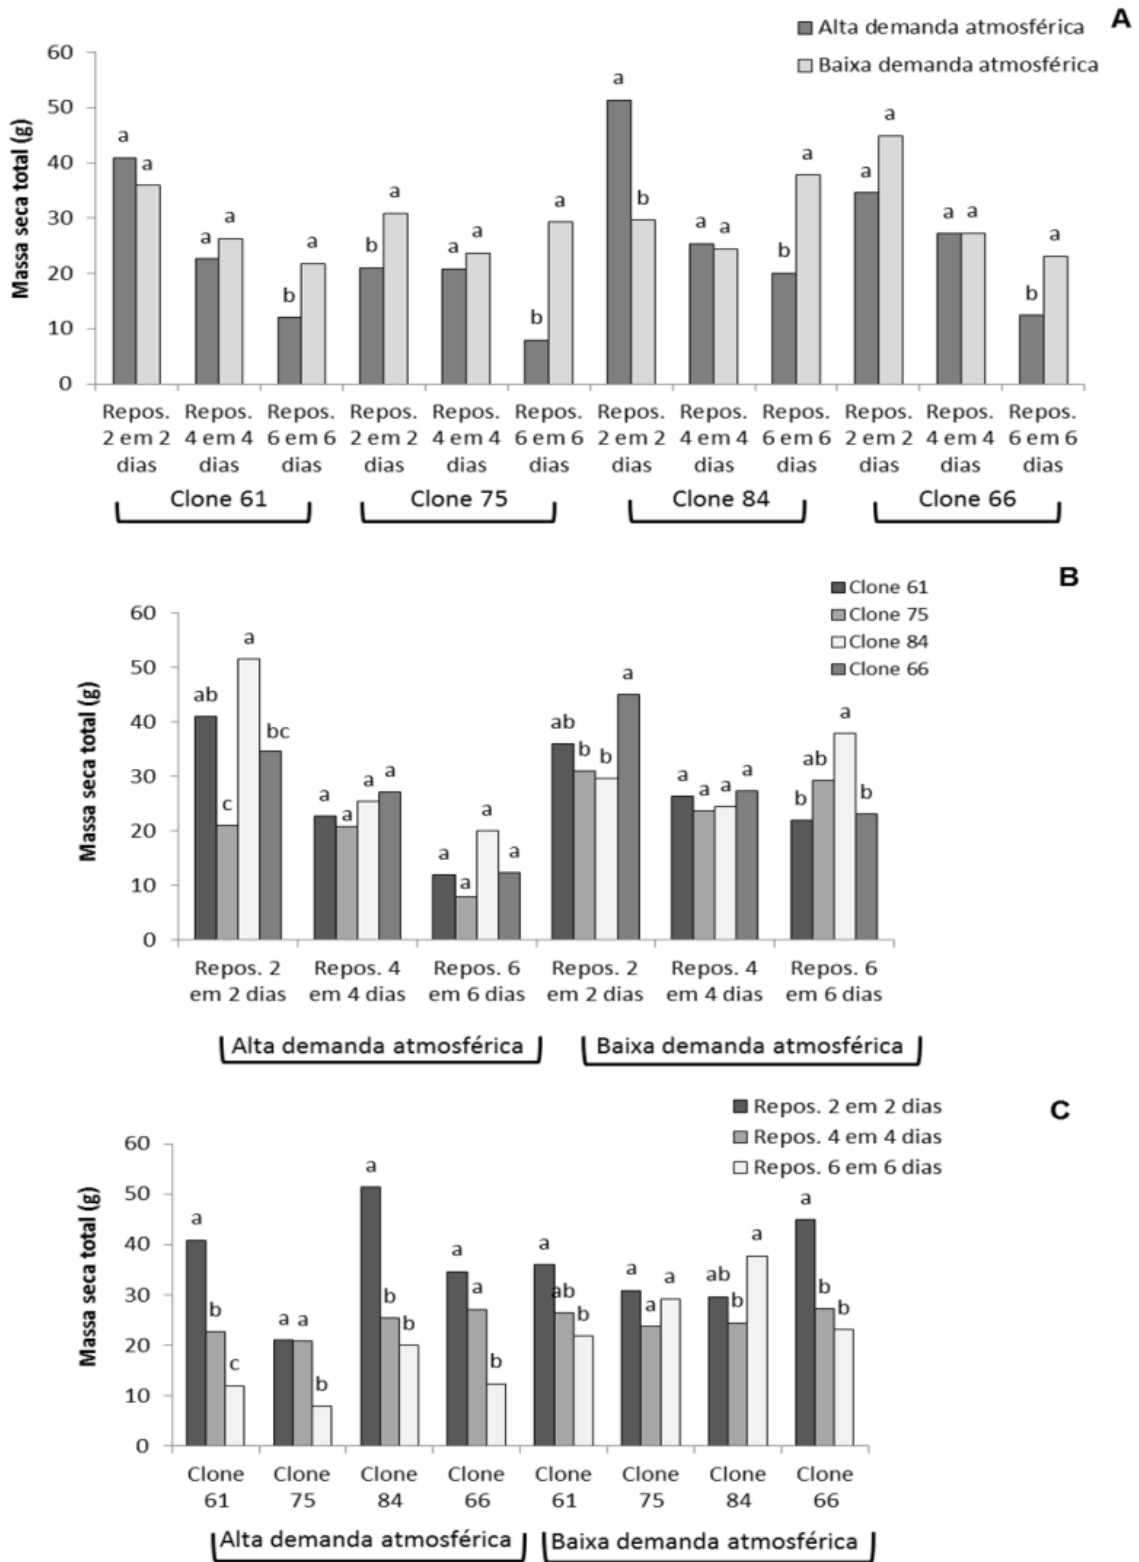 A
Alta demanda atmosférica
Baixa demanda atmosférica
Massa seca total (g)
60
50
40
30
20
10
0
a a a a b a b a a a b a a b a a b a a a a a b a
Repos. 2 em 2 dias
Repos. 4 em 4 dias
Repos. 6 em 6 dias
Repos. 2 em 2 dias
Repos. 4 em 4 dias
Repos. 6 em 6 dias
Repos. 2 em 2 dias
Repos. 4 em 4 dias
Repos. 6 em 6 dias
Repos. 2 em 2 dias
Repos. 4 em 4 dias
Repos. 6 em 6 dias
Clone 61
Clone 75
Clone 84
Clone 66
B
Clone 61
Clone 75
Clone 84
Clone 66
Massa seca total (g)
60
50
40
30
20
10
0
ab c a bc a a a a a a a a ab b b a a a a a b ab a b
Repos. 2 em 2 dias
Repos. 4 em 4 dias
Repos. 6 em 6 dias
Repos. 2 em 2 dias
Repos. 4 em 4 dias
Repos. 6 em 6 dias
Alta demanda atmosférica
Baixa demanda atmosférica
C
Repos. 2 em 2 dias
Repos. 4 em 4 dias
Repos. 6 em 6 dias
Massa seca total (g)
60
50
40
30
20
10
0
a b c a a b a b b a a b a ab b a a a ab b a a b b
Clone 61
Clone 75
Clone 84
Clone 66
Clone 61
Clone 75
Clone 84
Clone 66
Alta demanda atmosférica
Baixa demanda atmosférica